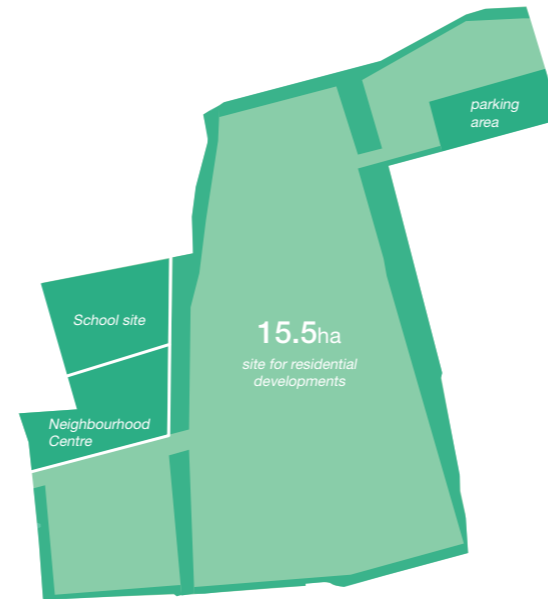 parking
area
School site
15.5ha
site for residential
developments
Neighbourhood
Centre